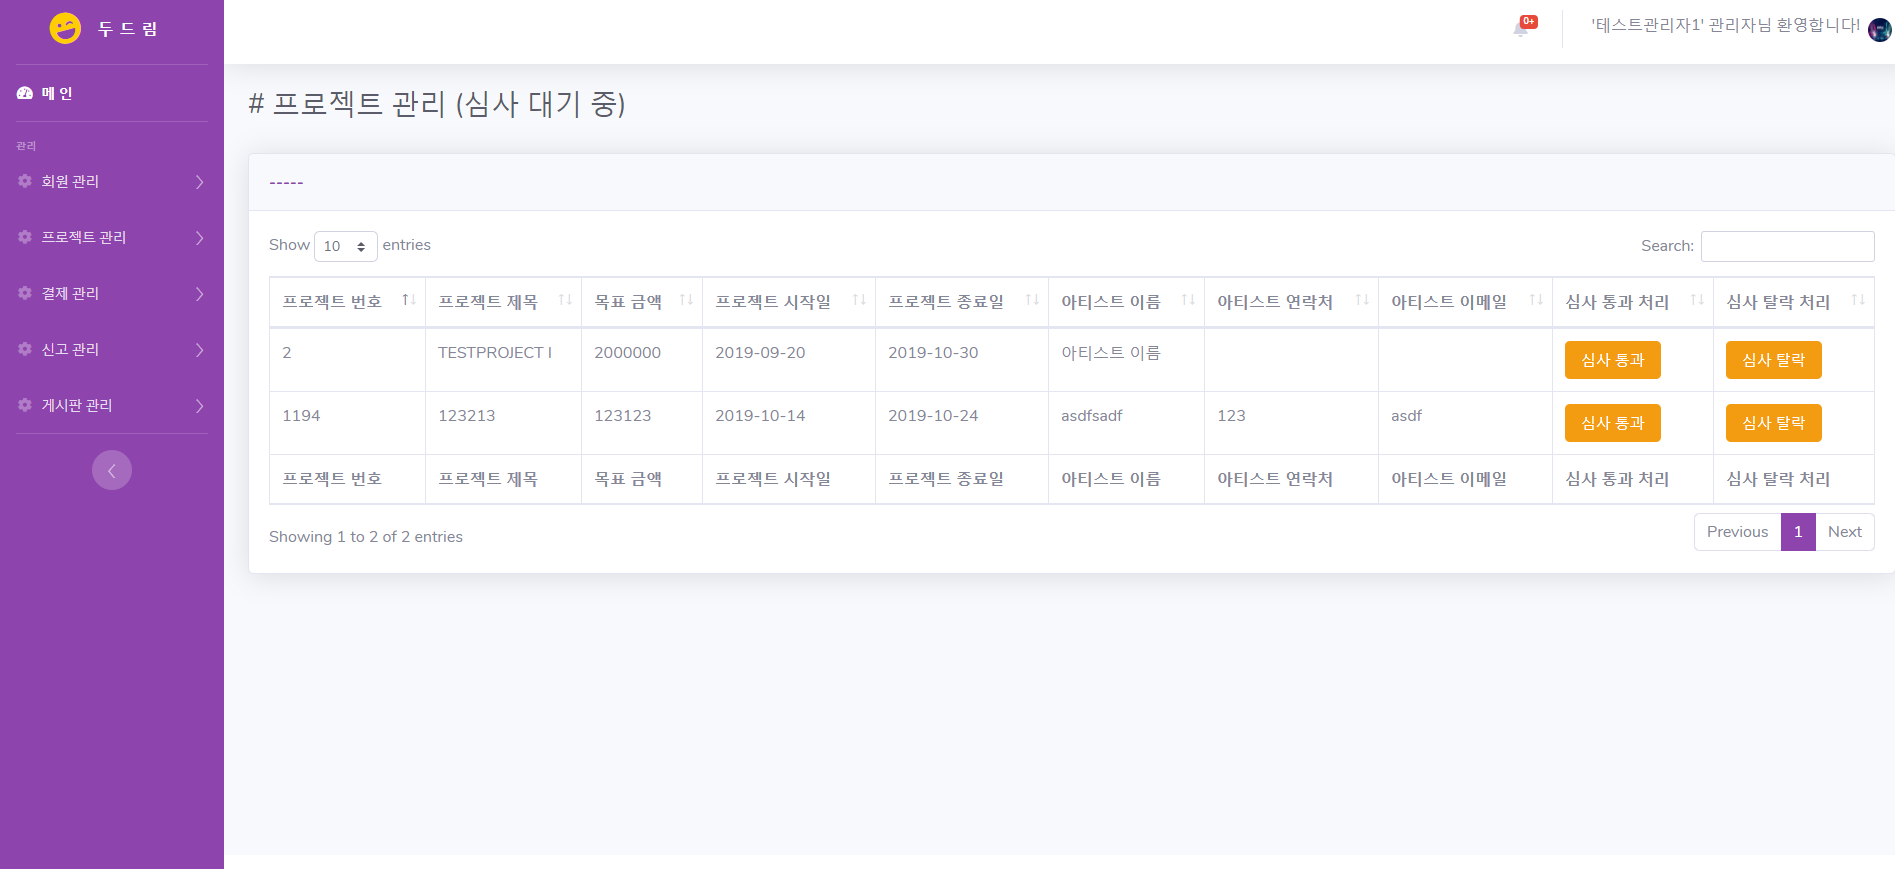 두 드 림
메 인
관리
회원 관리
프로젝트 관리
결제 관리
신고 관리
게시판 관리
0+
'테스트관리자1' 관리자님 환영합니다!
# 프로젝트 관리 (심사 대기 중)
-----
Show 10 entries
Search:
프로젝트 번호 프로젝트 제목 목표 금액 프로젝트 시작일 프로젝트 종료일 아티스트 이름 아티스트 연락처 아티스트 이메일 심사 통과 처리 심사 탈락 처리
2 TESTPROJECT I 2000000 2019-09-20 2019-10-30 아티스트 이름 심사 통과 심사 탈락
1194 123213 123123 2019-10-14 2019-10-24 asdfsadf 123 asdf 심사 통과 심사 탈락
프로젝트 번호 프로젝트 제목 목표 금액 프로젝트 시작일 프로젝트 종료일 아티스트 이름 아티스트 연락처 아티스트 이메일 심사 통과 처리 심사 탈락 처리
Showing 1 to 2 of 2 entries
Previous 1 Next